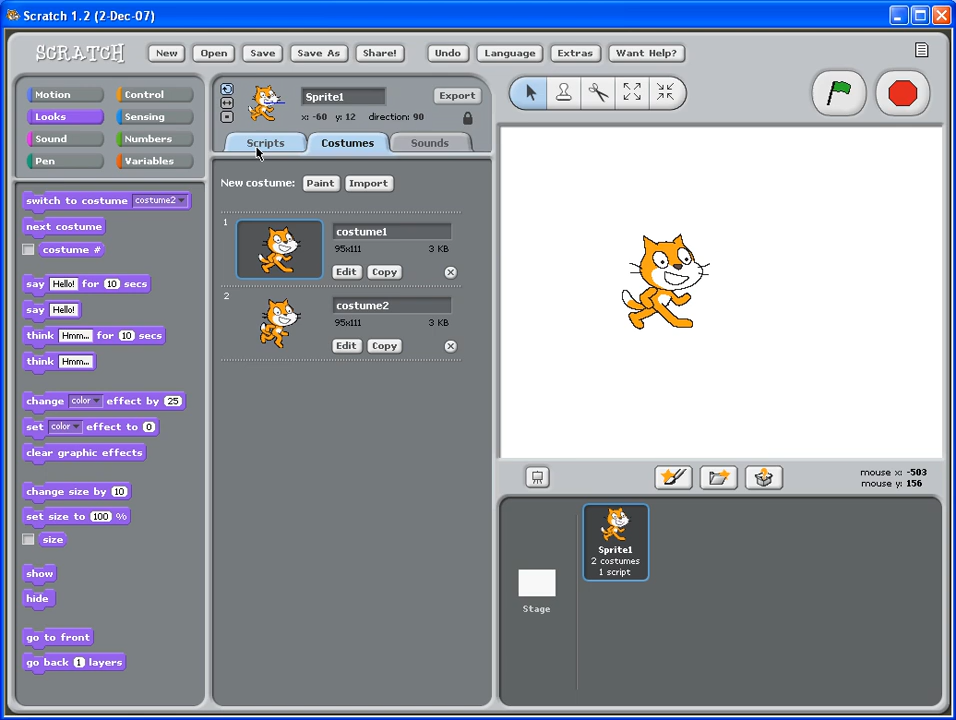 Scratch 1.2 (2-Dec-07)
SCRATCH
New Open Save Save As Share! Undo Language Extras Want Help?
Motion Control
Looks Sensing
Sound Numbers
Pen Variables
Sprite1 Export
x: -60 y: 12 direction: 90
Scripts Costumes Sounds
New costume: Paint Import
1
costume1
95x111 3 KB
Edit Copy
2
costume2
95x111 3 KB
Edit Copy
switch to costume costume2
next costume
costume #
say Hello! for 10 secs
say Hello!
think Hmm... for 10 secs
think Hmm...
change color effect by 25
set color effect to 0
clear graphic effects
change size by 10
set size to 100 %
size
show
hide
go to front
go back 1 layers
mouse x: -503
mouse y: 156
Sprite1
2 costumes
1 script
Stage